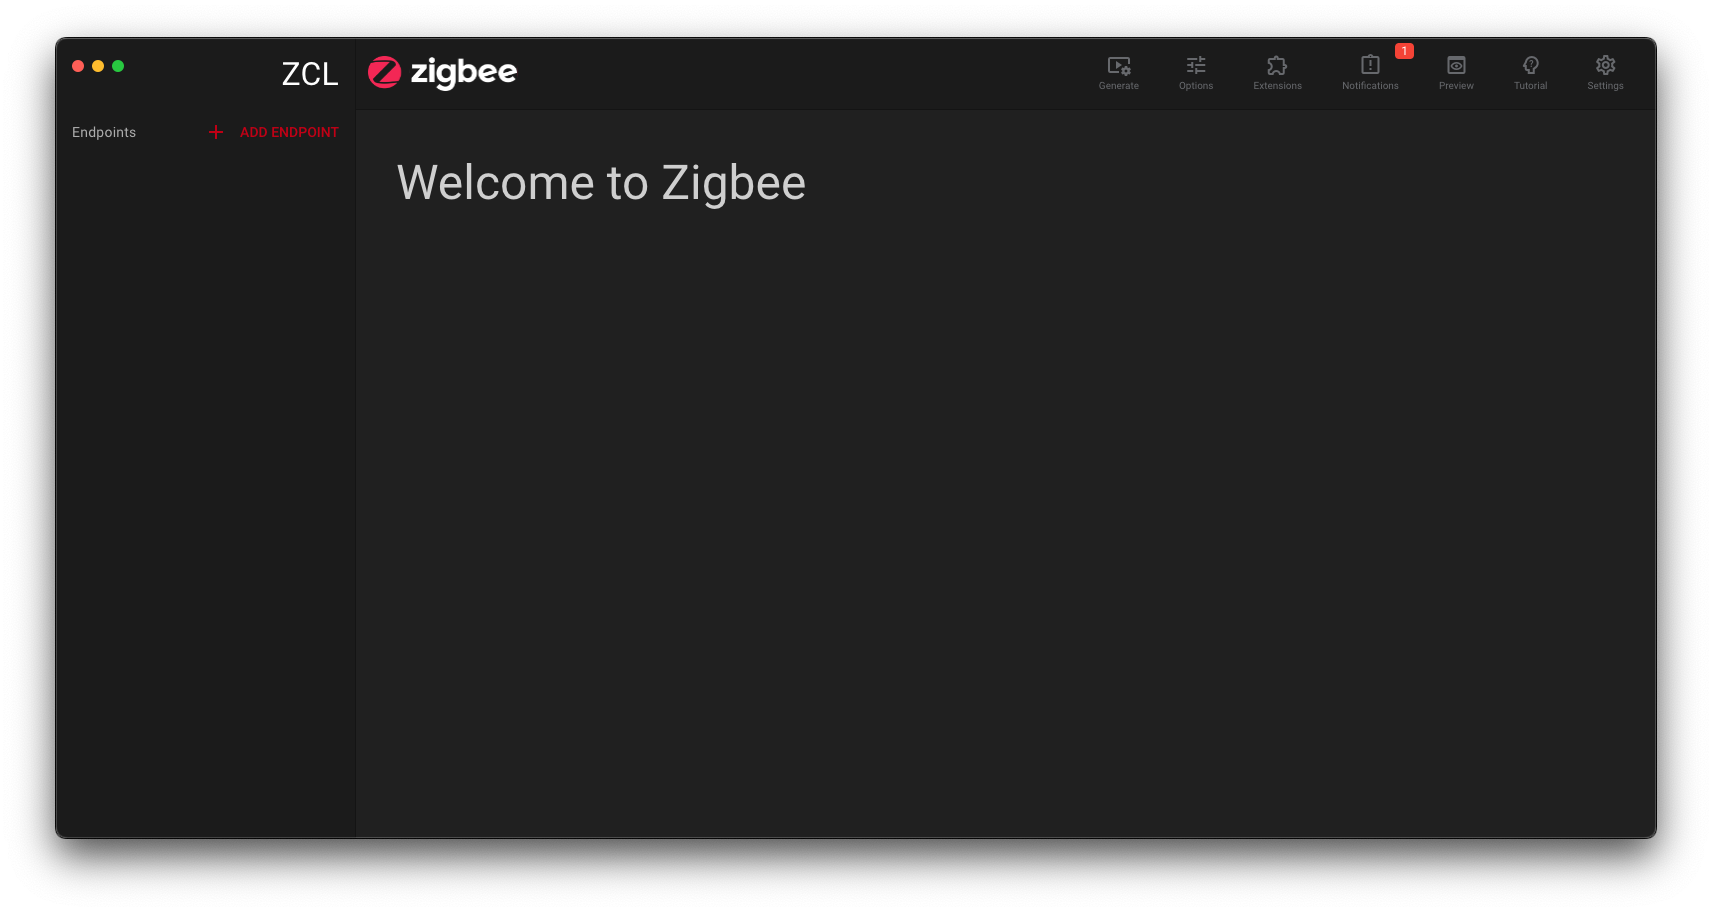 ZCL
zigbee
Generate
Options
Extensions
Notifications
1
Preview
Tutorial
Settings
Endpoints
ADD ENDPOINT
Welcome to Zigbee